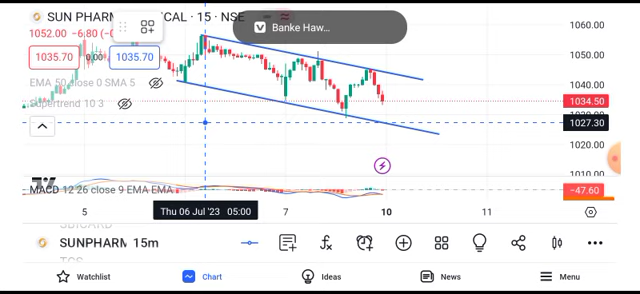 SUN PHARM CAL · 15 · NSE
Banke Haw...
1052.00 −6.80
1035.70 0.00 1035.70
EMA 50 close 0 SMA 5
Supertrend 10 3
1060.00
1050.00
1040.00
1034.50
1027.30
1020.00
1010.00
MACD 12 26 close 9 EMA EMA
−47.60
5 Thu 06 Jul '23 05:00 7 10 11
SUNPHARM 15m
Watchlist Chart Ideas News Menu